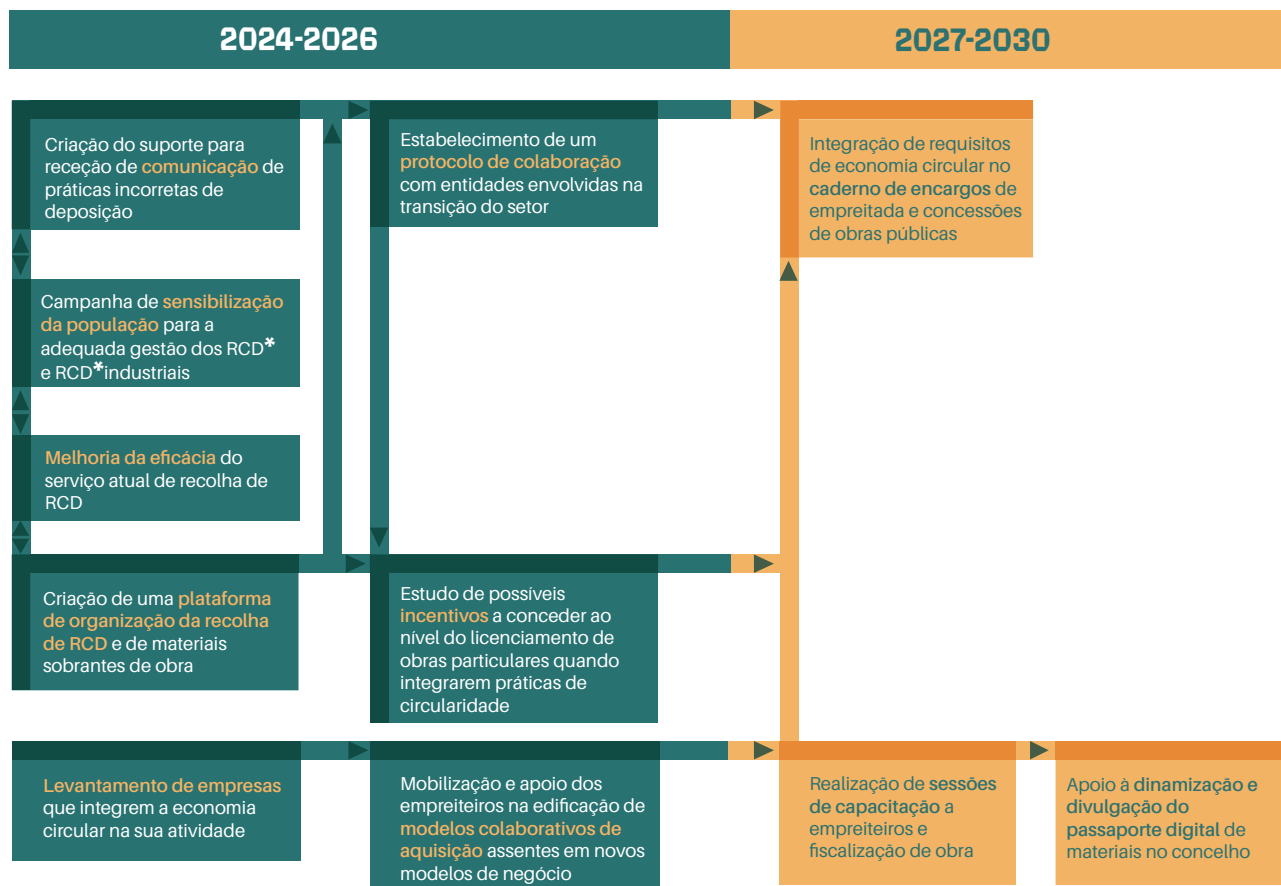 2024-2026
2027-2030
Criação do suporte para
receção de comunicação de
práticas incorretas de
deposição
Estabelecimento de um
protocolo de colaboração
com entidades envolvidas na
transição do setor
Integração de requisitos
de economia circular no
caderno de encargos de
empreitada e concessões
de obras públicas
Campanha de sensibilização
da população para a
adequada gestão dos RCD*
e RCD*industriais
Melhoria da eficácia do
serviço atual de recolha de
RCD
Criação de uma plataforma
de organização da recolha
de RCD e de materiais
sobrantes de obra
Estudo de possíveis
incentivos a conceder ao
nível do licenciamento de
obras particulares quando
integrarem práticas de
circularidade
Levantamento de empresas
que integrem a economia
circular na sua atividade
Mobilização e apoio dos
empreiteiros na edificação de
modelos colaborativos de
aquisição assentes em novos
modelos de negócio
Realização de sessões
de capacitação a
empreiteiros e
fiscalização de obra
Apoio à dinamização e
divulgação do
passaporte digital de
materiais no concelho